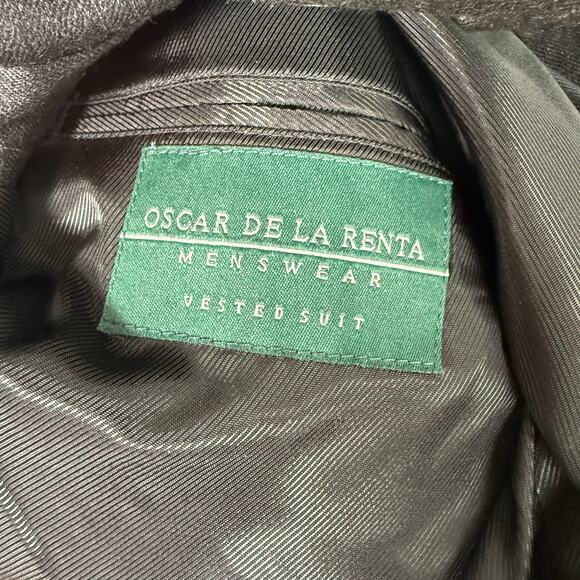 OSCAR DE LA RENTA
MENSWEAR
VESTED SUIT